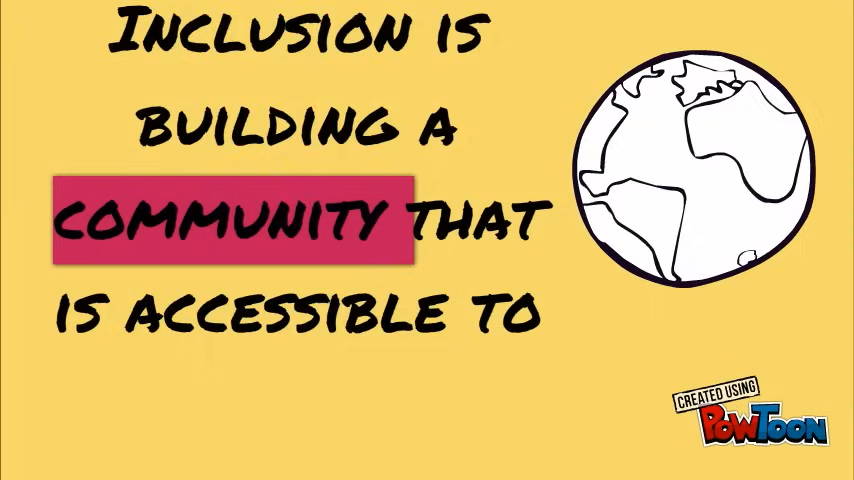 Inclusion is
building a
community that
is accessible to
CREATED USING
POWTOON